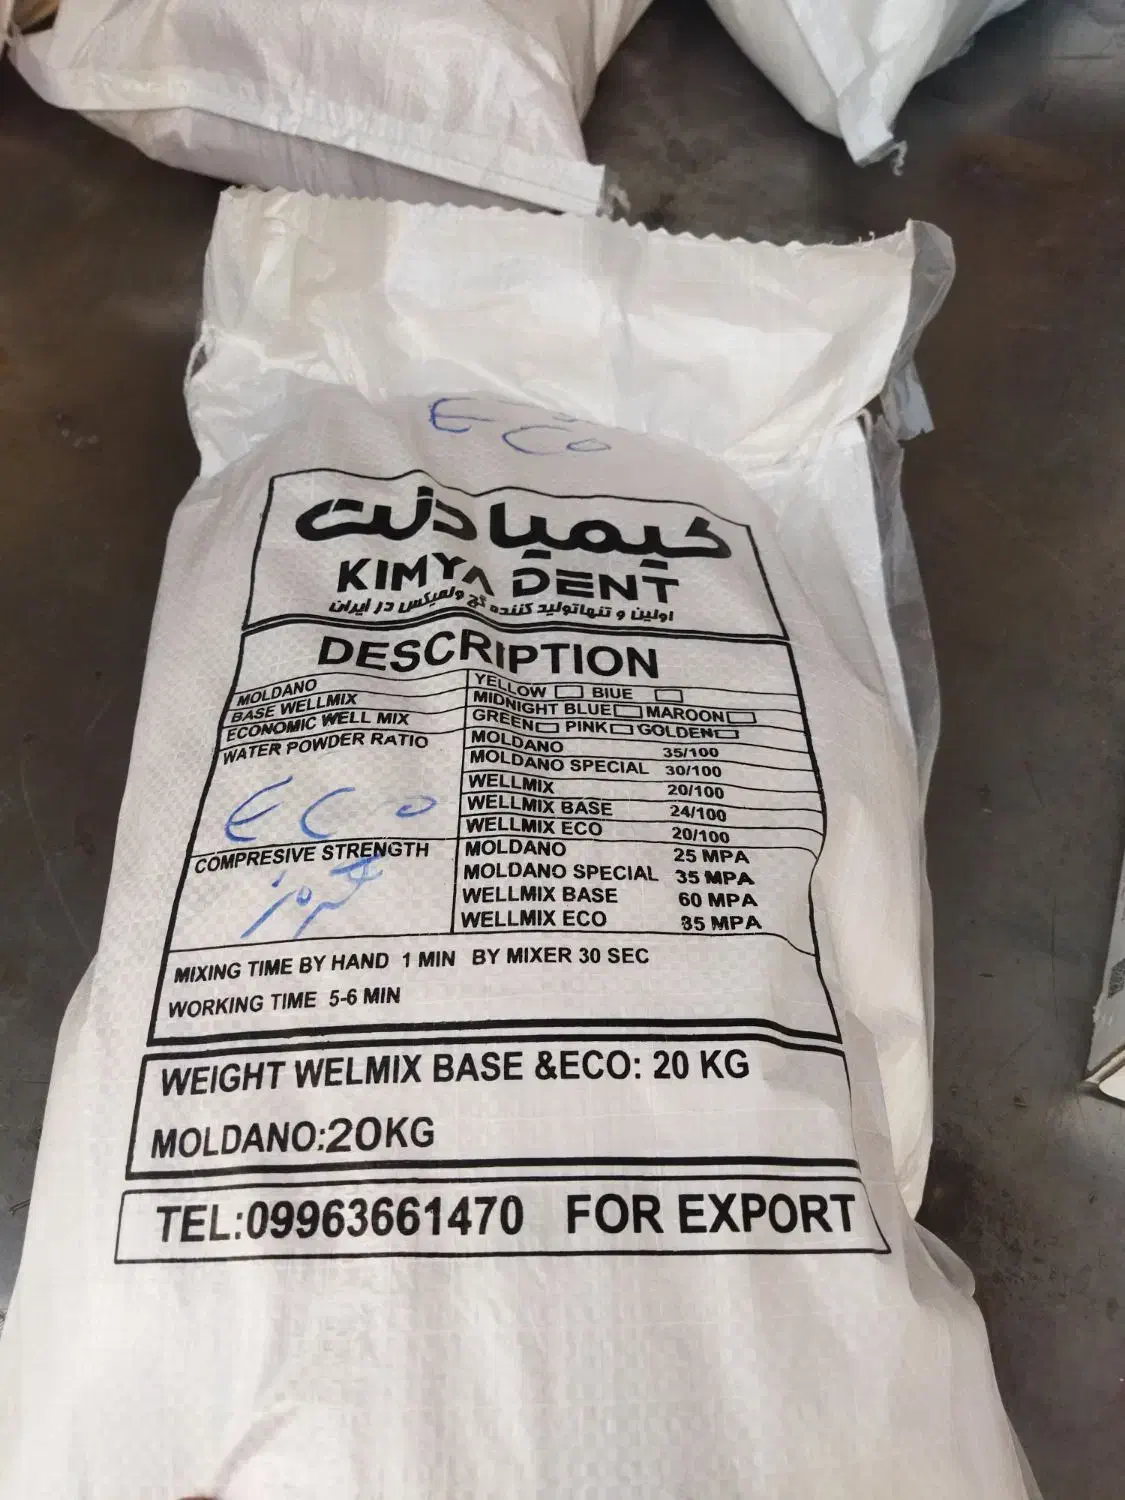 ECO
کیمیا دنت
KIMYA DENT
اولین و تنها تولید کننده گچ ولمیکس در ایران
DESCRIPTION
MOLDANO YELLOW BIUE
BASE WELLMIX MIDNIGHT BLUE MAROON
ECONOMIC WELL MIX GREEN PINK GOLDEN
WATER POWDER RATIO MOLDANO 35/100
MOLDANO SPECIAL 30/100
WELLMIX 20/100
WELLMIX BASE 24/100
ECO WELLMIX ECO 20/100
COMPRESIVE STRENGTH MOLDANO 25 MPA
MOLDANO SPECIAL 35 MPA
قرمز WELLMIX BASE 60 MPA
WELLMIX ECO 35 MPA
MIXING TIME BY HAND 1 MIN BY MIXER 30 SEC
WORKING TIME 5-6 MIN
WEIGHT WELMIX BASE &ECO: 20 KG
MOLDANO:20KG
TEL:09963661470 FOR EXPORT